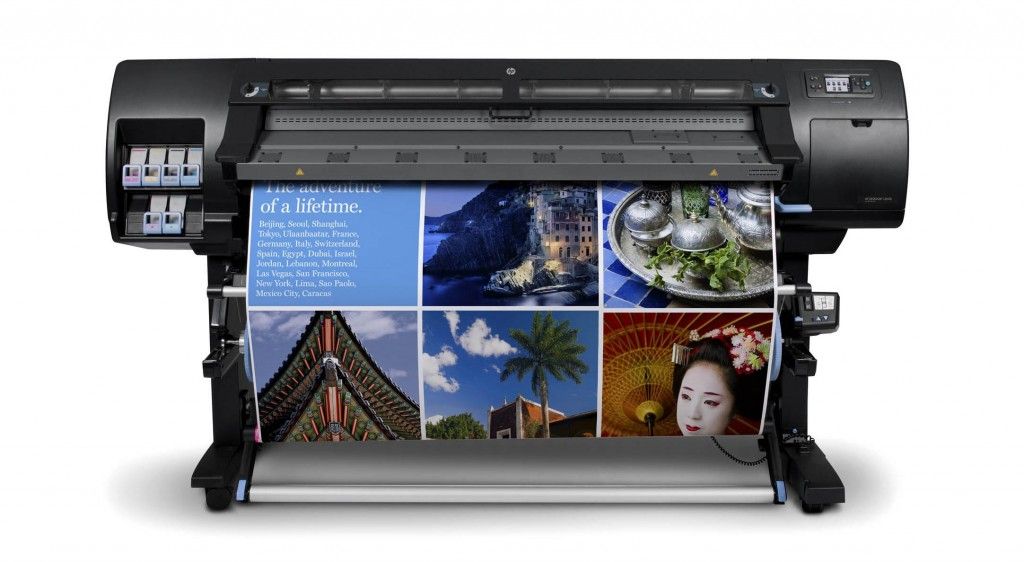 hp
The adventure
of a lifetime.
Beijing, Seoul, Shanghai,
Tokyo, Ulaanbaatar, France,
Germany, Italy, Switzerland,
Spain, Egypt, Dubai, Israel,
Jordan, Lebanon, Montreal,
Las Vegas, San Francisco,
New York, Lima, Sao Paolo,
Mexico City, Caracas